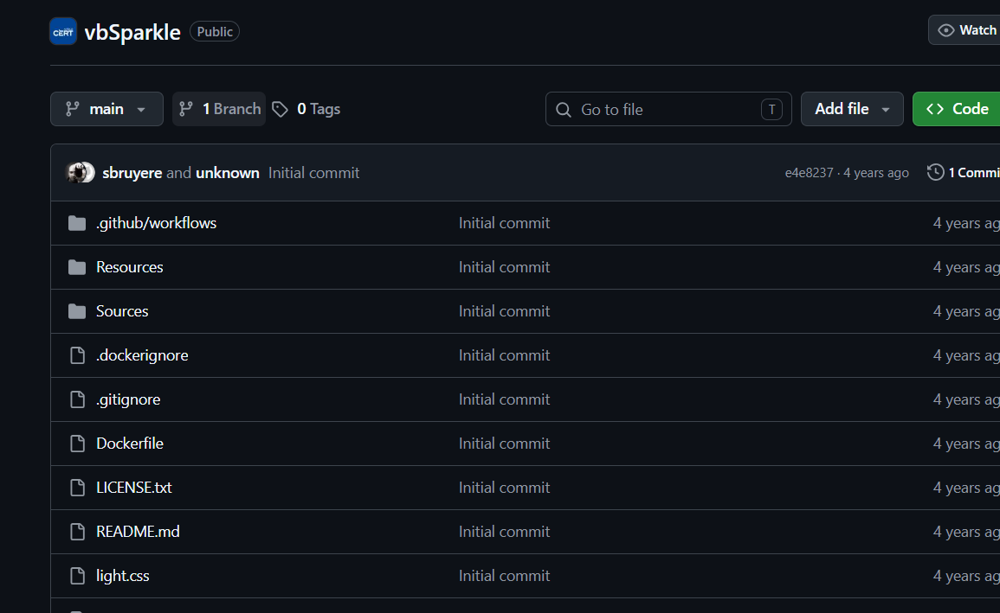 CERT vbSparkle Public Watch
main 1 Branch 0 Tags Go to file T Add file Code
sbruyere and unknown Initial commit e4e8237 · 4 years ago 1 Commi
.github/workflows Initial commit 4 years ag
Resources Initial commit 4 years ag
Sources Initial commit 4 years ag
.dockerignore Initial commit 4 years ag
.gitignore Initial commit 4 years ag
Dockerfile Initial commit 4 years ag
LICENSE.txt Initial commit 4 years ag
README.md Initial commit 4 years ag
light.css Initial commit 4 years ag